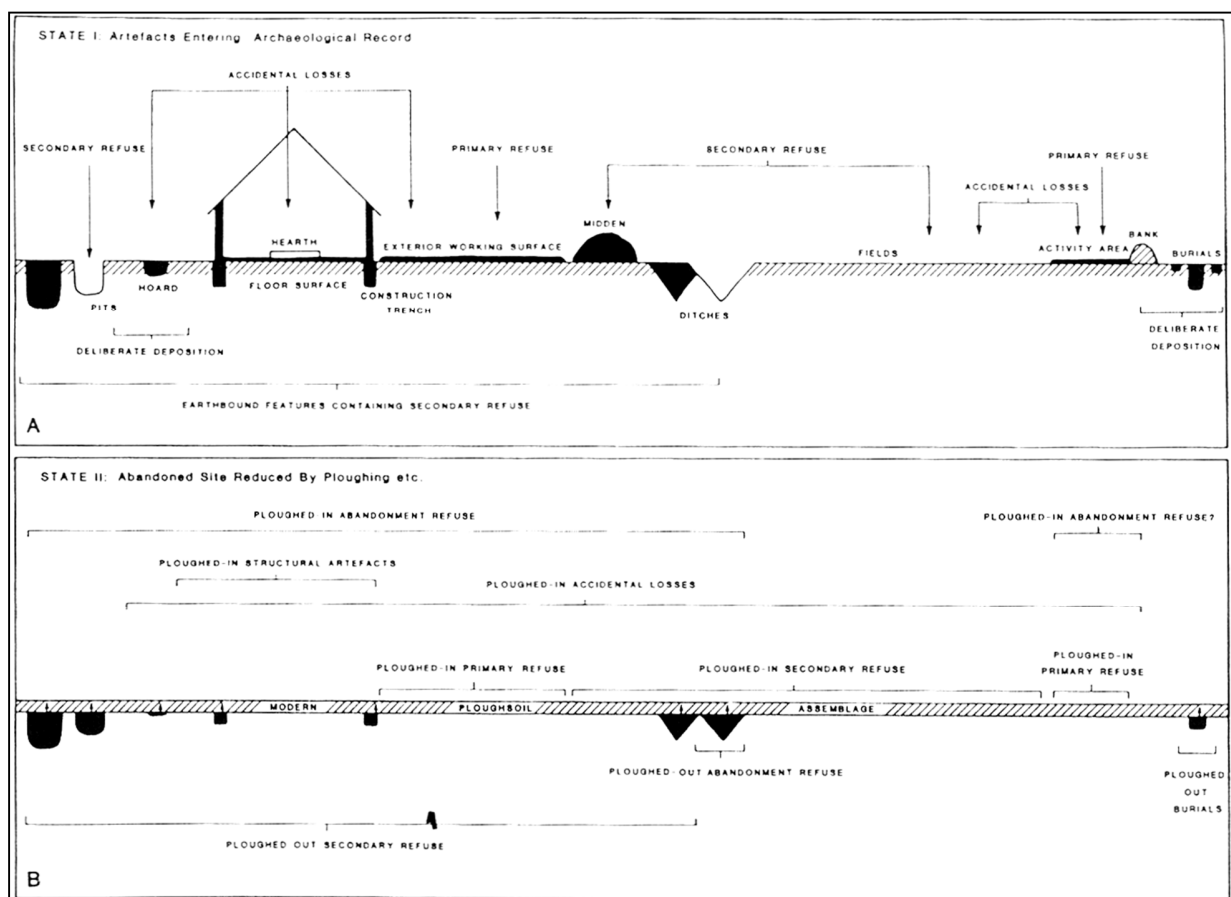 STATE I: Artefacts Entering Archaeological Record
ACCIDENTAL LOSSES
SECONDARY REFUSE
PRIMARY REFUSE
SECONDARY REFUSE
PRIMARY REFUSE
ACCIDENTAL LOSSES
MIDDEN
BANK
HEARTH
EXTERIOR WORKING SURFACE
FIELDS
ACTIVITY AREA
BURIALS
HOARD
FLOOR SURFACE
CONSTRUCTION
TRENCH
PITS
DITCHES
DELIBERATE
DEPOSITION
DELIBERATE DEPOSITION
EARTHBOUND FEATURES CONTAINING SECONDARY REFUSE
A
STATE II: Abandoned Site Reduced By Ploughing etc.
PLOUGHED-IN ABANDONMENT REFUSE
PLOUGHED-IN ABANDONMENT REFUSE?
PLOUGHED-IN STRUCTURAL ARTEFACTS
PLOUGHED-IN ACCIDENTAL LOSSES
PLOUGHED-IN PRIMARY REFUSE
PLOUGHED-IN SECONDARY REFUSE
PLOUGHED-IN
PRIMARY REFUSE
MODERN
PLOUGHSOIL
ASSEMBLAGE
PLOUGHED-OUT ABANDONMENT REFUSE
PLOUGHED
OUT
BURIALS
PLOUGHED OUT SECONDARY REFUSE
B